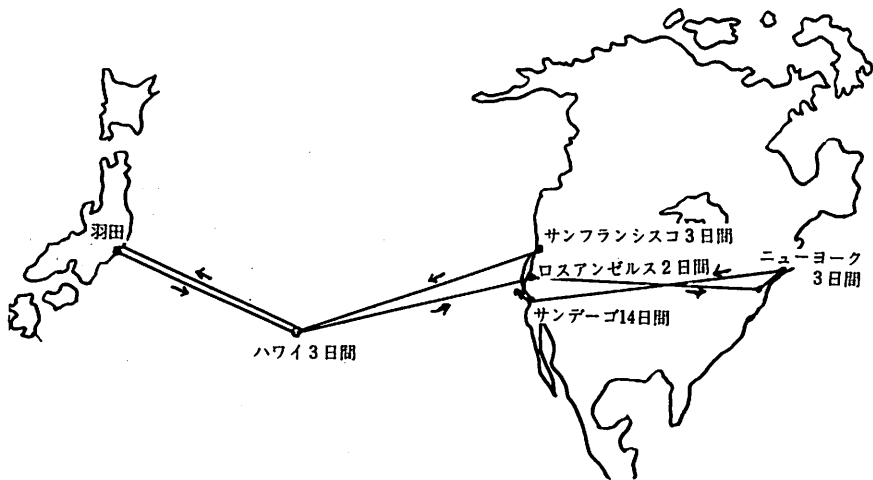 羽田
ハワイ3日間
サンフランシスコ3日間
ロスアンゼルス2日間
サンデーゴ14日間
ニューヨーク
3日間